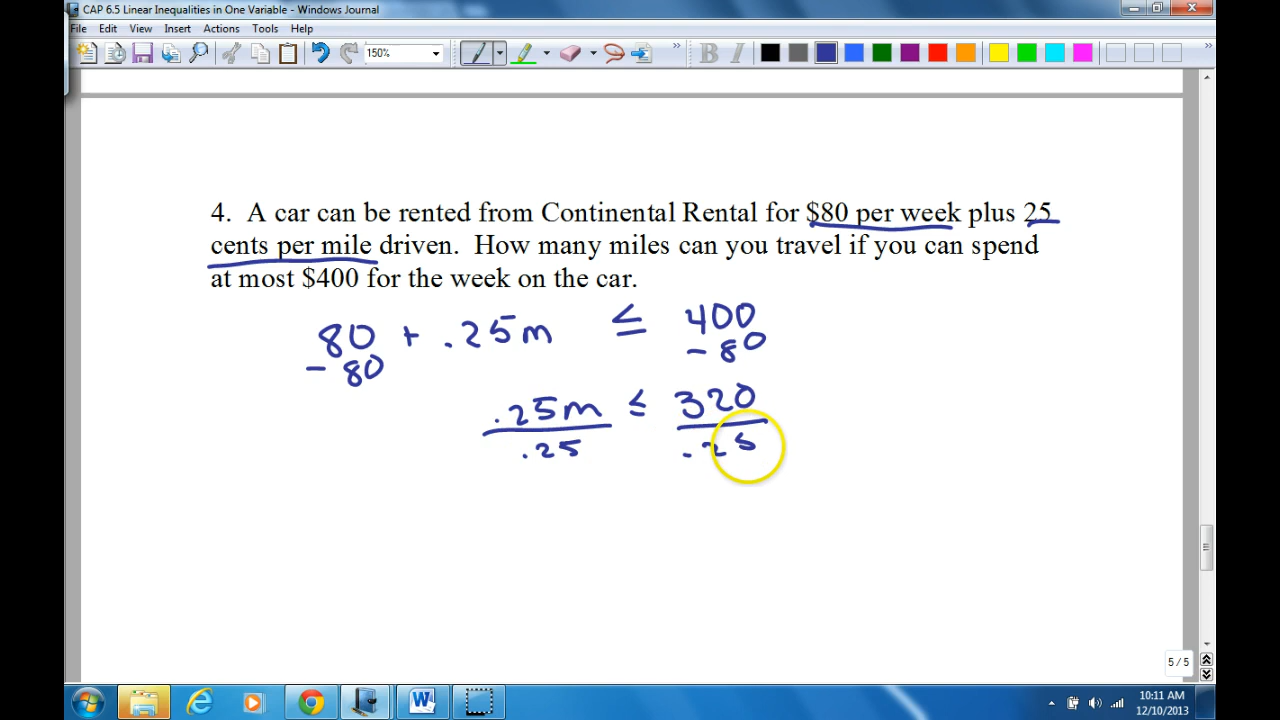 CAP 6.5 Linear Inequalities in One Variable - Windows Journal
File Edit View Insert Actions Tools Help
150% » B I »
4. A car can be rented from Continental Rental for $80 per week plus 25
cents per mile driven. How many miles can you travel if you can spend
at most $400 for the week on the car.
80 + .25m ≤ 400
- 80 - 80
.25m ≤ 320
.25 .25
5 / 5
10:11 AM
12/10/2013